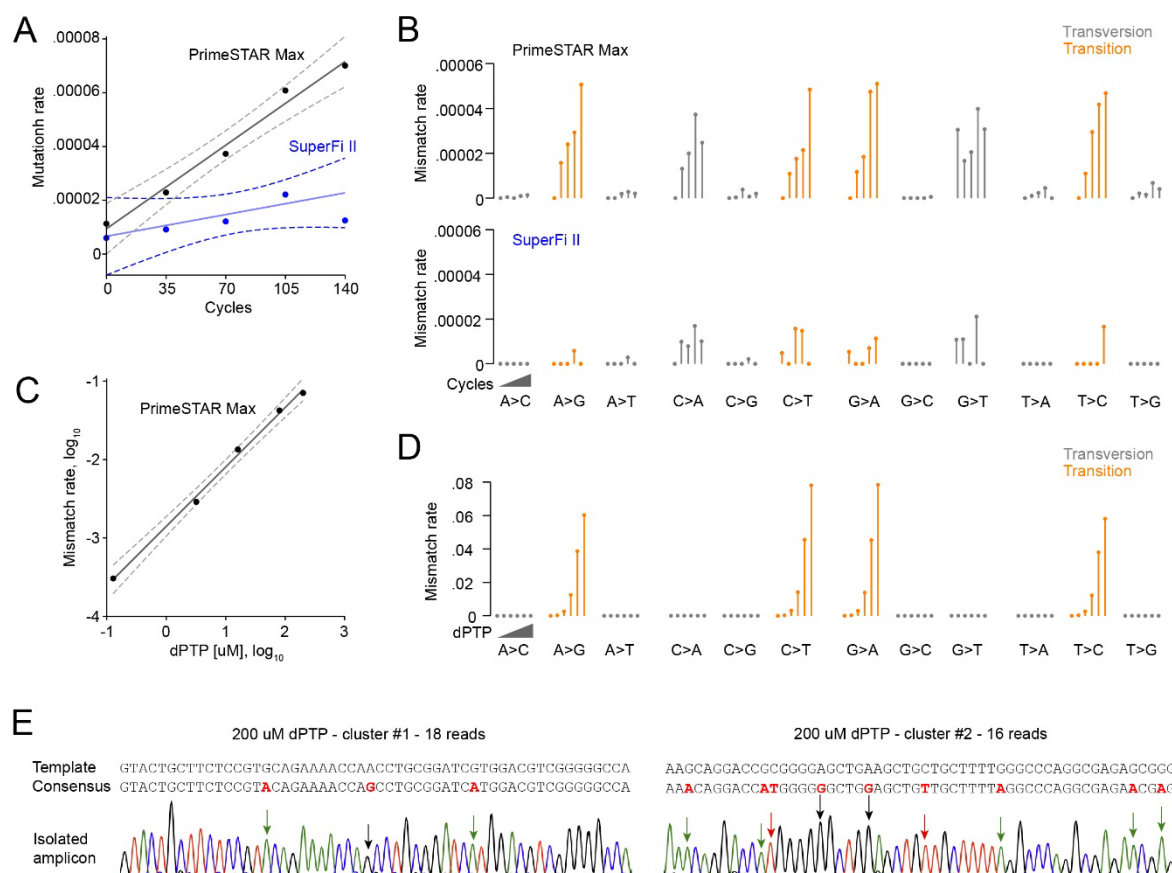 A
.00008
.00006
.00004
.00002
0
Mutationh rate
PrimeSTAR Max
SuperFi II
0 35 70 105 140
Cycles
B
Transversion
Transition
PrimeSTAR Max
.00006
.00004
.00002
0
Mismatch rate
SuperFi II
.00006
.00004
.00002
0
Mismatch rate
Cycles
A>C A>G A>T C>A C>G C>T G>A G>C G>T T>A T>C T>G
C
PrimeSTAR Max
-1
-2
-3
-4
Mismatch rate, log10
-1 0 1 2 3
dPTP [uM], log10
D
Transversion
Transition
.08
.06
.04
.02
0
Mismatch rate
dPTP
A>C A>G A>T C>A C>G C>T G>A G>C G>T T>A T>C T>G
E
200 uM dPTP - cluster #1 - 18 reads
200 uM dPTP - cluster #2 - 16 reads
Template
GTACTGCTTCTCCGTGCAGAAAACCAACCTGCGGATCGTGGACGTCGGGGGCCA
AAGCAGGACCGCGGGGAGCTGAAGCTGCTGCTTTTGGGCCCAGGCGAGAGCGGG
Consensus
GTACTGCTTCTCCGTACAGAAAACCAGCCTGCGGATCATGGACGTCGGGGGCCA
AAACAGGACCATGGGGGGCTGGAGCTGTTGCTTTTAGGCCCAGGCGAGAACGAG
Isolated
amplicon